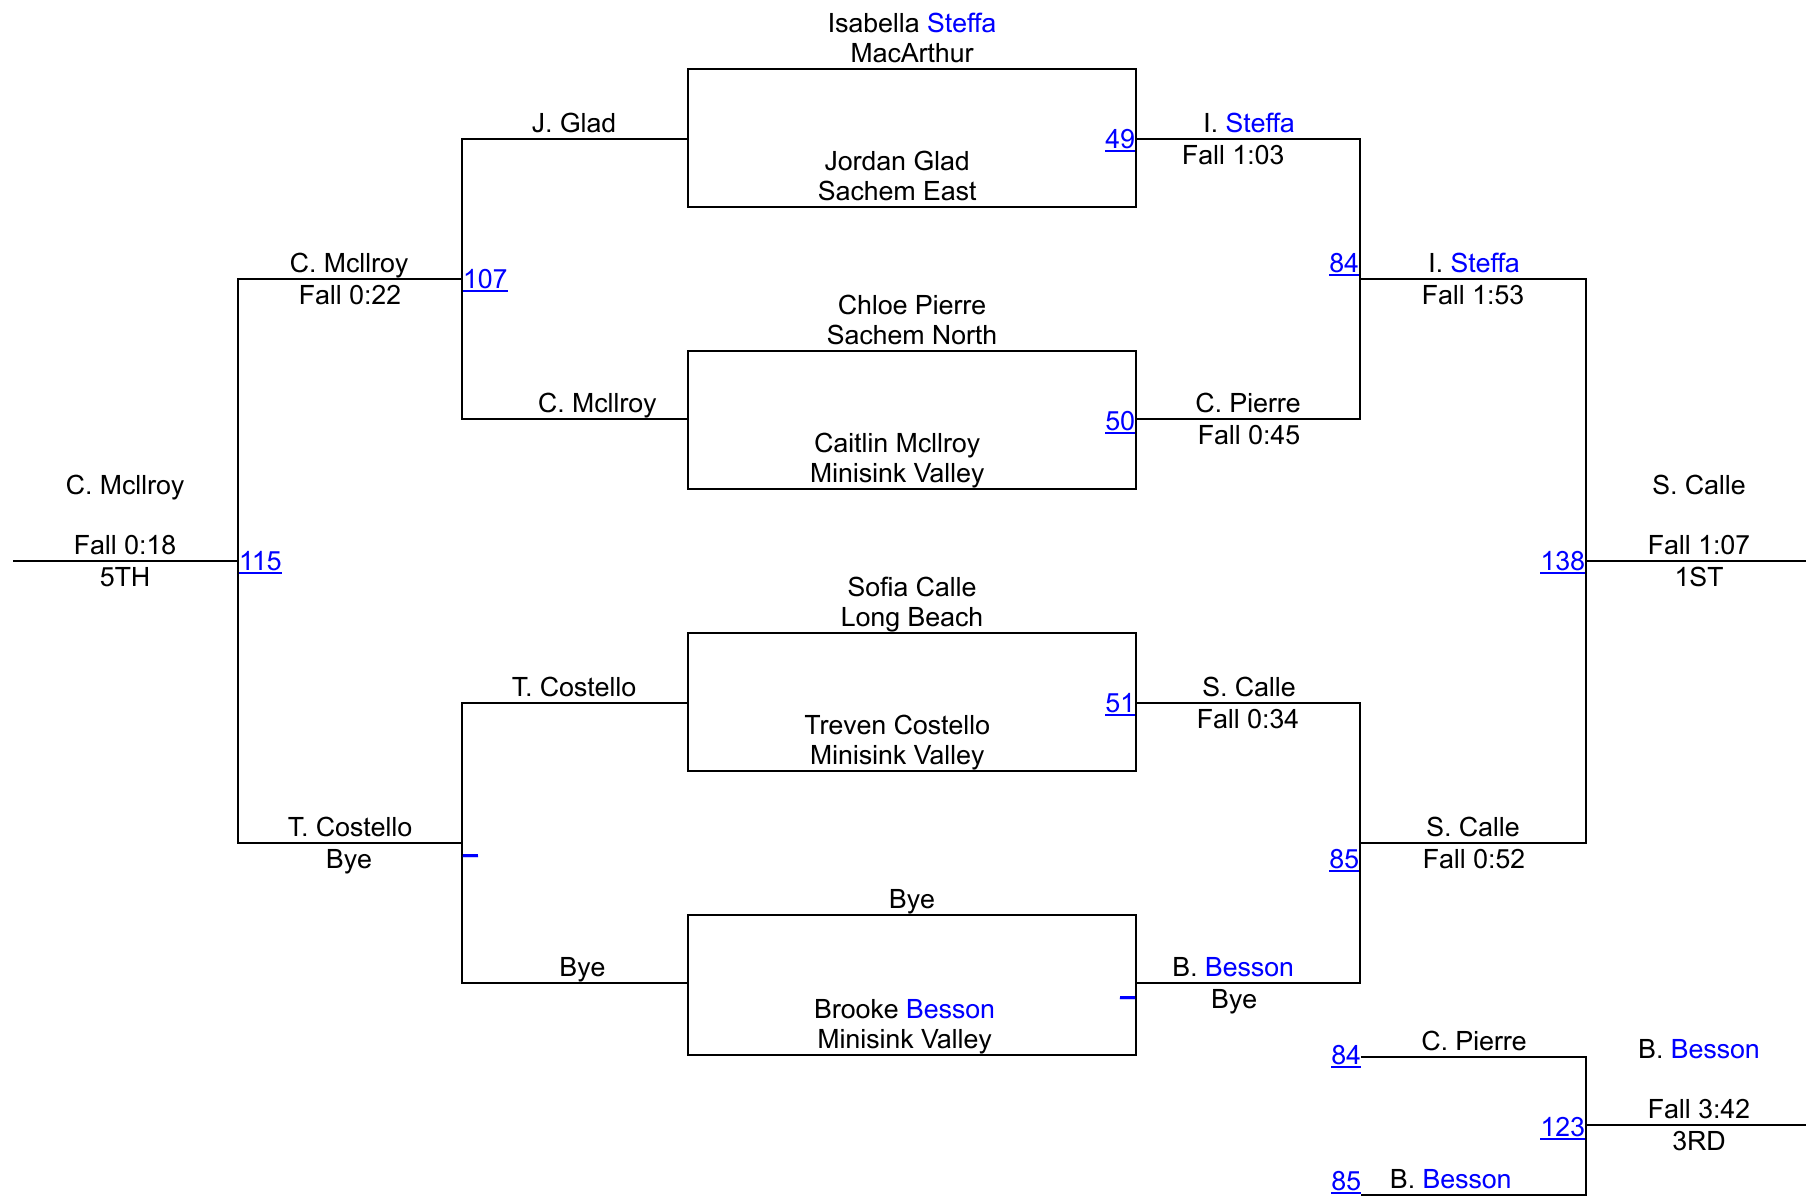 Isabella Steffa
MacArthur
J. Glad
49
I. Steffa
Fall 1:03
Jordan Glad
Sachem East
C. McIlroy
Fall 0:22
107
84
I. Steffa
Fall 1:53
Chloe Pierre
Sachem North
C. McIlroy
50
C. Pierre
Fall 0:45
Caitlin McIlroy
Minisink Valley
C. McIlroy
Fall 0:18
5TH
115
138
S. Calle
Fall 1:07
1ST
Sofia Calle
Long Beach
T. Costello
51
S. Calle
Fall 0:34
Treven Costello
Minisink Valley
T. Costello
Bye
85
S. Calle
Fall 0:52
Bye
Bye
B. Besson
Bye
Brooke Besson
Minisink Valley
84
C. Pierre
B. Besson
Fall 3:42
3RD
123
85
B. Besson